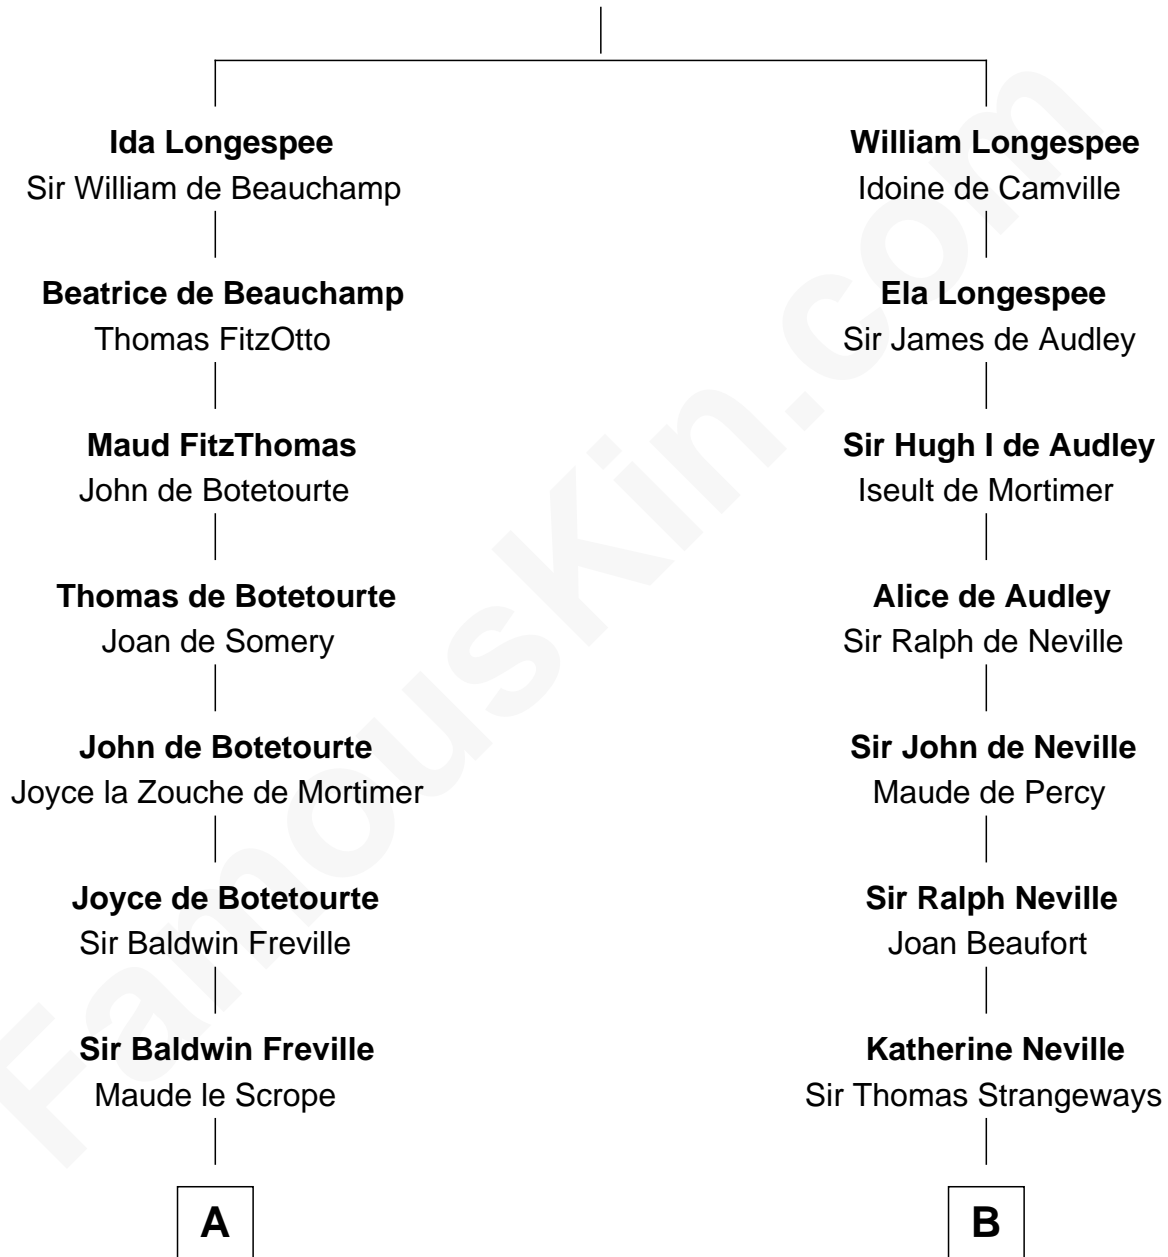 Ida Longespee
Sir William de Beauchamp
Beatrice de Beauchamp
Thomas FitzOtto
Maud FitzThomas
John de Botetourte
Thomas de Botetourte
Joan de Somery
John de Botetourte
Joyce la Zouche de Mortimer
Joyce de Botetourte
Sir Baldwin Freville
Sir Baldwin Freville
Maude le Scrope
A
William Longespee
Idoine de Camville
Ela Longespee
Sir James de Audley
Sir Hugh I de Audley
Iseult de Mortimer
Alice de Audley
Sir Ralph de Neville
Sir John de Neville
Maude de Percy
Sir Ralph Neville
Joan Beaufort
Katherine Neville
Sir Thomas Strangeways
B
FamousKin.com